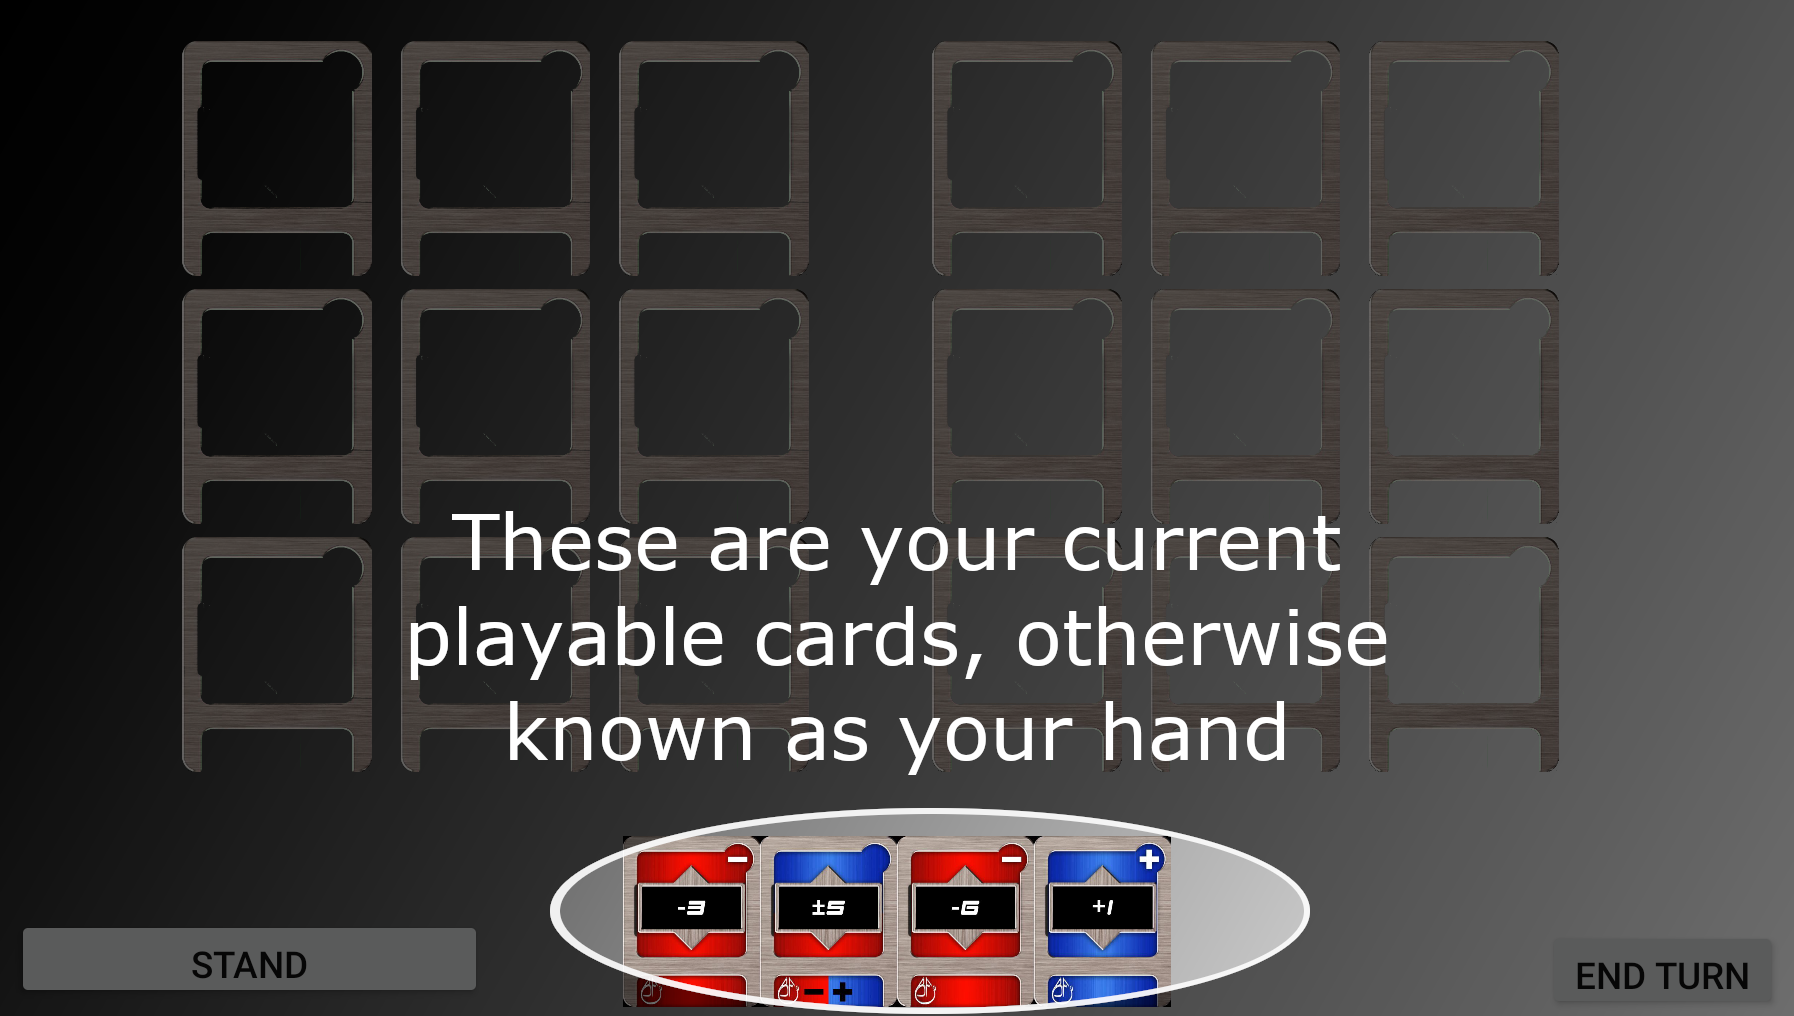 These are your current
playable cards, otherwise
known as your hand
-3 ±5 -6 +1
STAND
END TURN